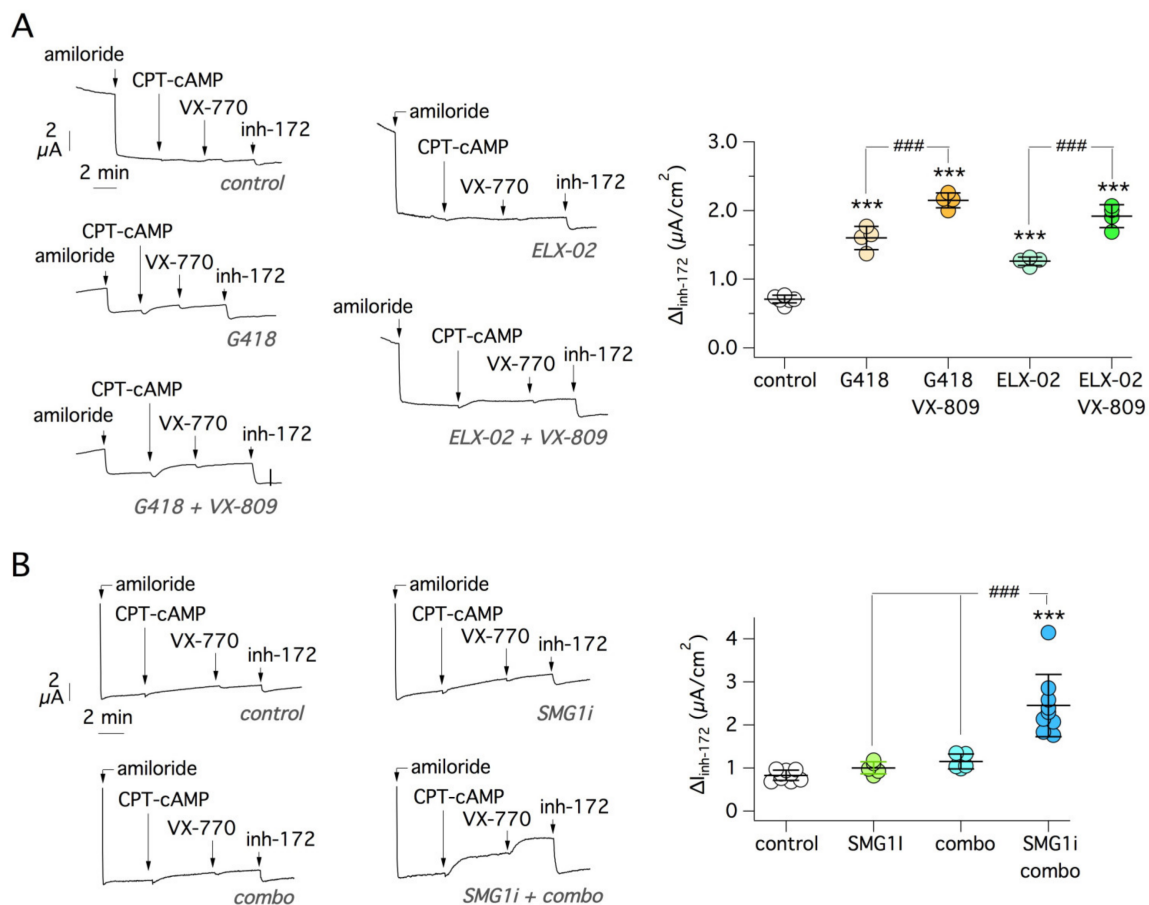 A
amiloride
CPT-cAMP
VX-770
inh-172
2
µA
2 min
control
CPT-cAMP
amiloride
VX-770
inh-172
G418
CPT-cAMP
amiloride
VX-770
inh-172
G418 + VX-809
amiloride
CPT-cAMP
VX-770
inh-172
ELX-02
amiloride
CPT-cAMP
VX-770
inh-172
ELX-02 + VX-809
ΔIinh-172 (µA/cm²)
3.0
2.0
1.0
0.0
###
###
***
***
***
***
control
G418
G418
VX-809
ELX-02
ELX-02
VX-809
B
amiloride
CPT-cAMP
VX-770
inh-172
2
µA
2 min
control
amiloride
CPT-cAMP
VX-770
inh-172
SMG1i
amiloride
CPT-cAMP
VX-770
inh-172
combo
amiloride
CPT-cAMP
VX-770
inh-172
SMG1i + combo
ΔIinh-172 (µA/cm²)
4
3
2
1
0
###
***
control
SMG1I
combo
SMG1i
combo